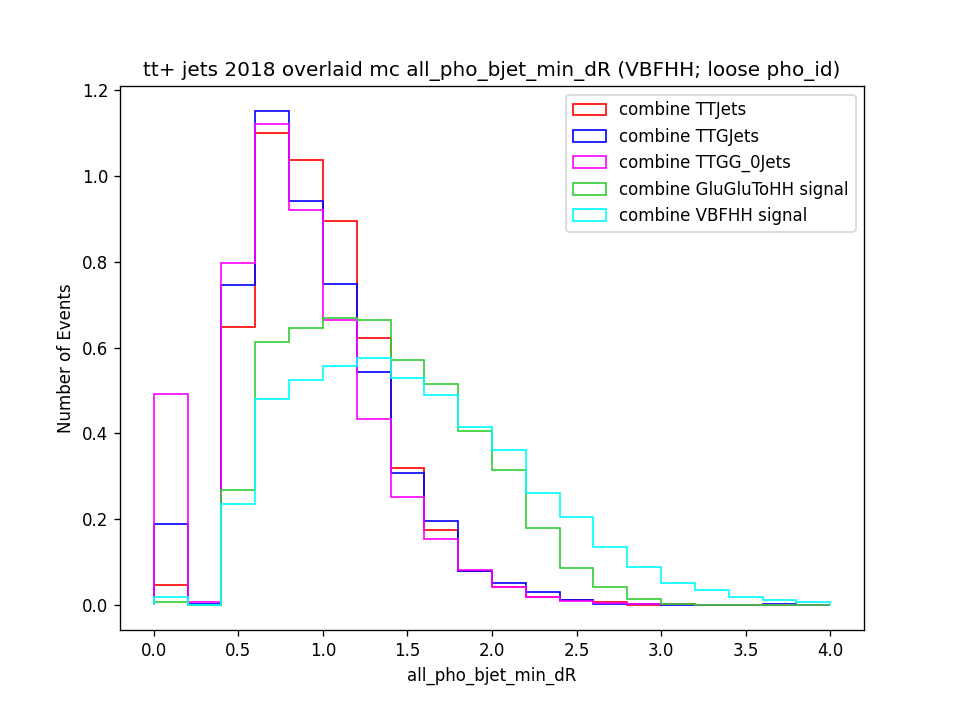 tt+ jets 2018 overlaid mc all_pho_bjet_min_dR (VBFHH; loose pho_id)
combine TTJets
combine TTGJets
combine TTGG_0Jets
combine GluGluToHH signal
combine VBFHH signal
Number of Events
1.2
1.0
0.8
0.6
0.4
0.2
0.0
0.0 0.5 1.0 1.5 2.0 2.5 3.0 3.5 4.0
all_pho_bjet_min_dR